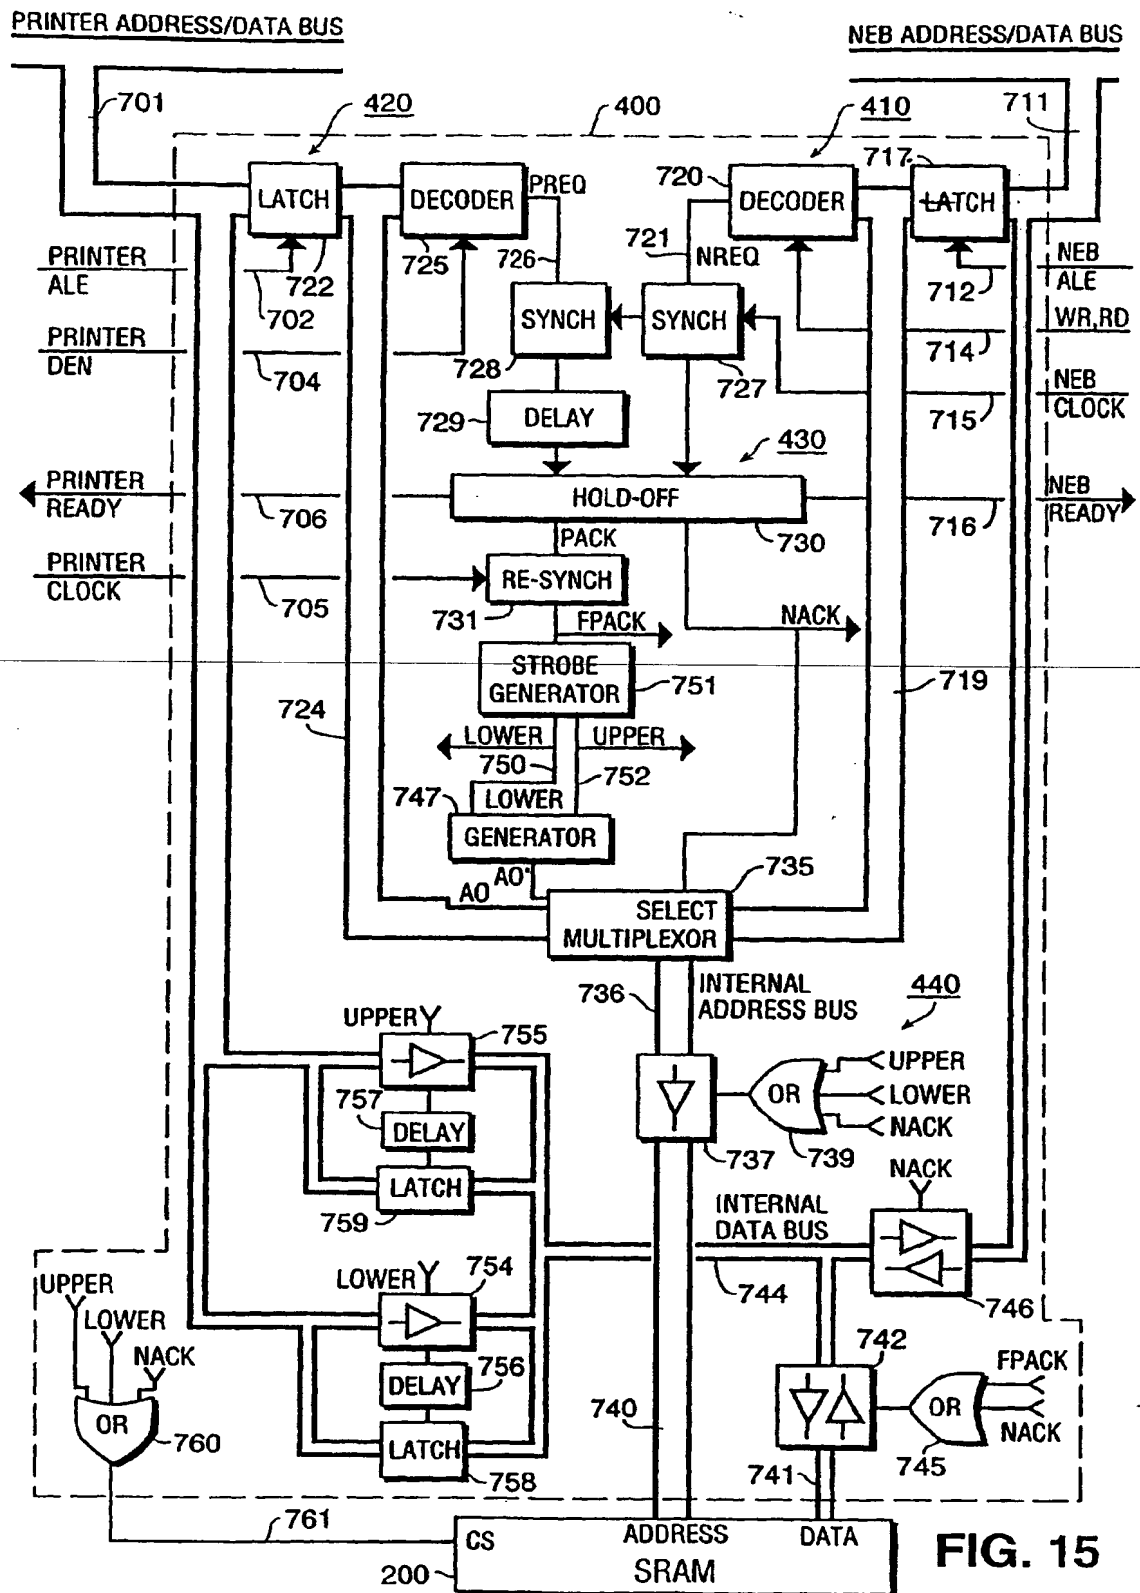 PRINTER ADDRESS/DATA BUS
NEB ADDRESS/DATA BUS
701
420
400
410
717
711
LATCH
DECODER
PREQ
720
DECODER
LATCH
722
725
726
721
NREQ
PRINTER
ALE
702
712
NEB
ALE
SYNCH
SYNCH
WR,RD
714
PRINTER
DEN
704
728
727
NEB
CLOCK
715
729
DELAY
430
PRINTER
READY
706
HOLD-OFF
730
716
NEB
READY
PACK
PRINTER
CLOCK
705
RE-SYNCH
731
FPACK
NACK
STROBE
GENERATOR
751
719
724
LOWER
UPPER
750
752
747
LOWER
GENERATOR
AO*
AO
735
SELECT
MULTIPLEXOR
736
INTERNAL
ADDRESS BUS
440
UPPER
755
757
DELAY
LATCH
759
OR
UPPER
LOWER
NACK
737
739
NACK
INTERNAL
DATA BUS
744
746
LOWER
754
756
DELAY
LATCH
758
UPPER
LOWER
NACK
OR
760
742
FPACK
OR
NACK
745
740
741
761
CS
ADDRESS
DATA
SRAM
200
FIG. 15